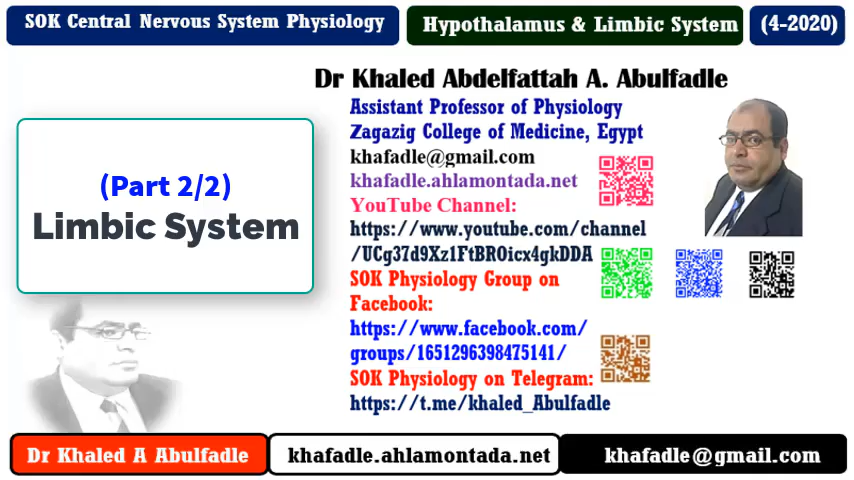 SOK Central Nervous System Physiology
Hypothalamus & Limbic System
(4-2020)
Dr Khaled Abdelfattah A. Abulfadle
Assistant Professor of Physiology
Zagazig College of Medicine, Egypt
khafadle@gmail.com
khafadle.ahlamontada.net
YouTube Channel:
https://www.youtube.com/channel
/UCg37d9Xz1FtBROicx4gkDDA
SOK Physiology Group on
Facebook:
https://www.facebook.com/
groups/1651296398475141/
SOK Physiology on Telegram:
https://t.me/khaled_Abulfadle
(Part 2/2)
Limbic System
Dr Khaled A Abulfadle
khafadle.ahlamontada.net
khafadle@gmail.com